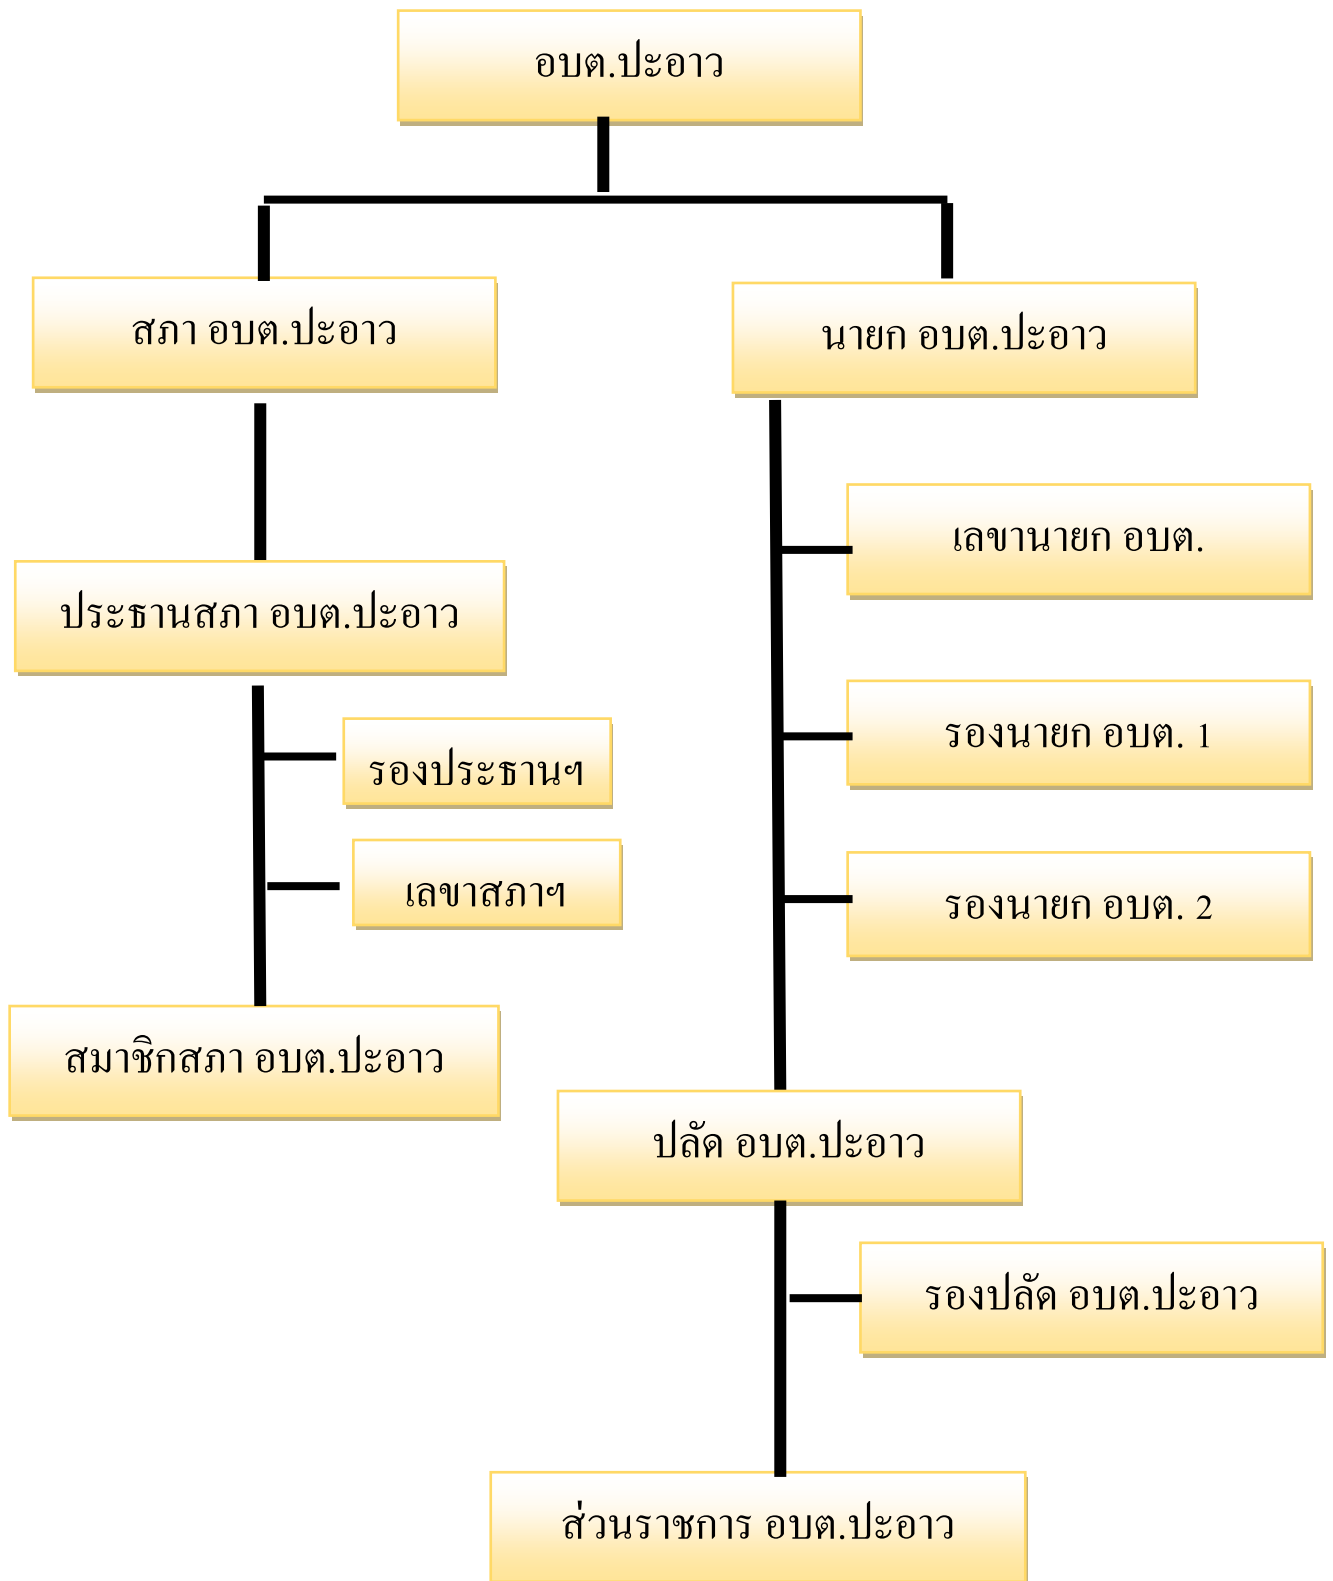 อบต.ปะอาว
สภา อบต.ปะอาว
นายก อบต.ปะอาว
เลขานายก อบต.
รองนายก อบต. 1
รองนายก อบต. 2
ประธานสภา อบต.ปะอาว
รองประธานฯ
เลขาสภาฯ
สมาชิกสภา อบต.ปะอาว
ปลัด อบต.ปะอาว
รองปลัด อบต.ปะอาว
ส่วนราชการ อบต.ปะอาว